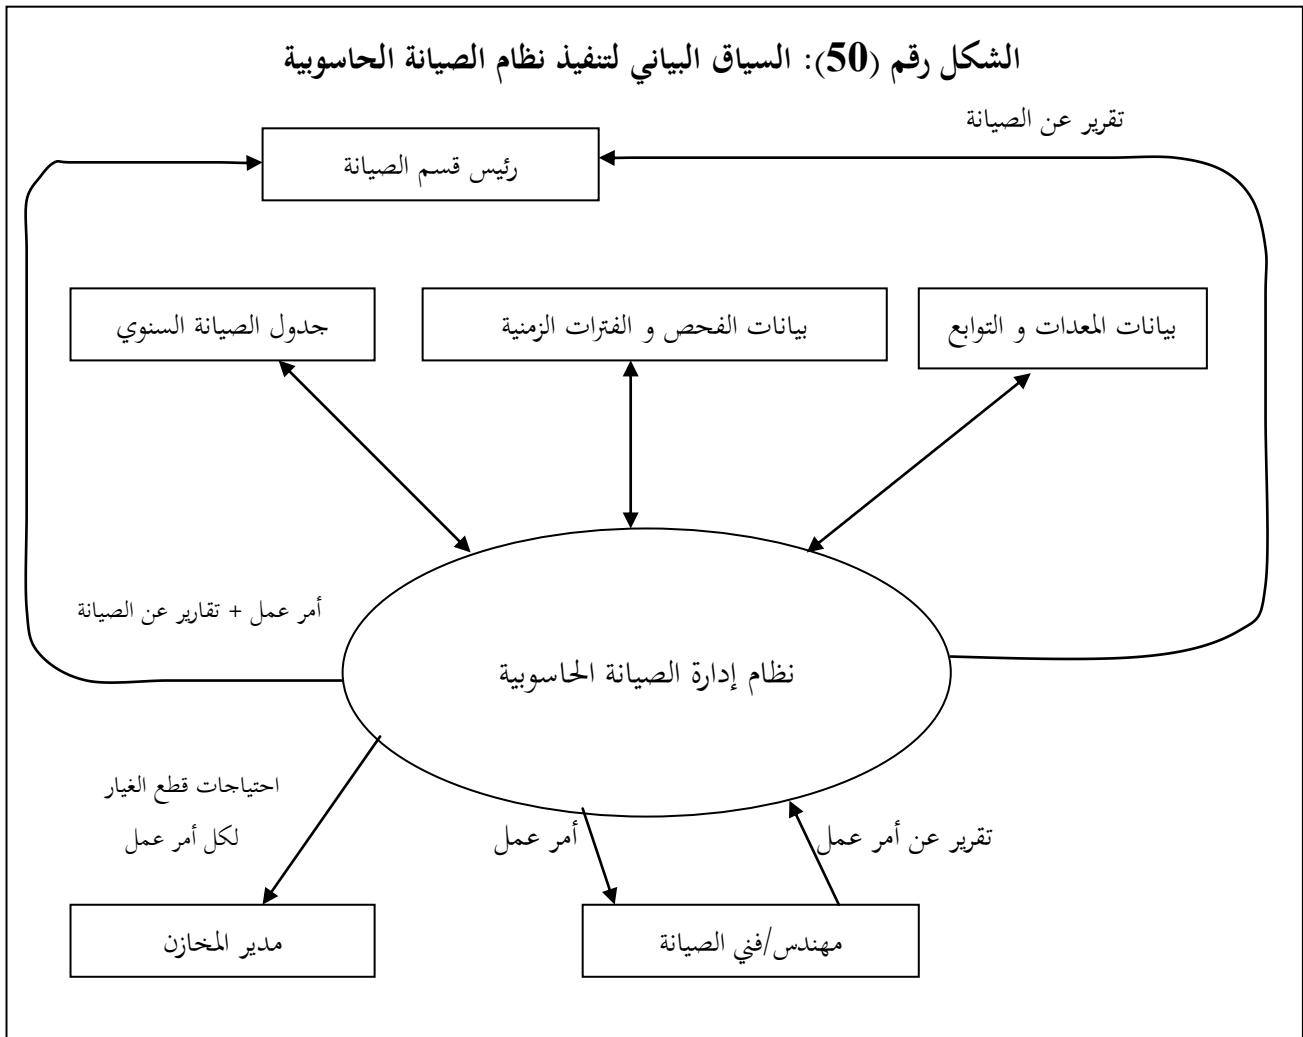 الشكل رقم (50): السياق البياني لتنفيذ نظام الصيانة الحاسوبية
تقرير عن الصيانة
رئيس قسم الصيانة
بيانات المعدات و التوابع
بيانات الفحص و الفترات الزمنية
جدول الصيانة السنوي
أمر عمل + تقارير عن الصيانة
نظام إدارة الصيانة الحاسوبية
احتياجات قطع الغيار
لكل أمر عمل
أمر عمل
تقرير عن أمر عمل
مهندس/فني الصيانة
مدير المخازن